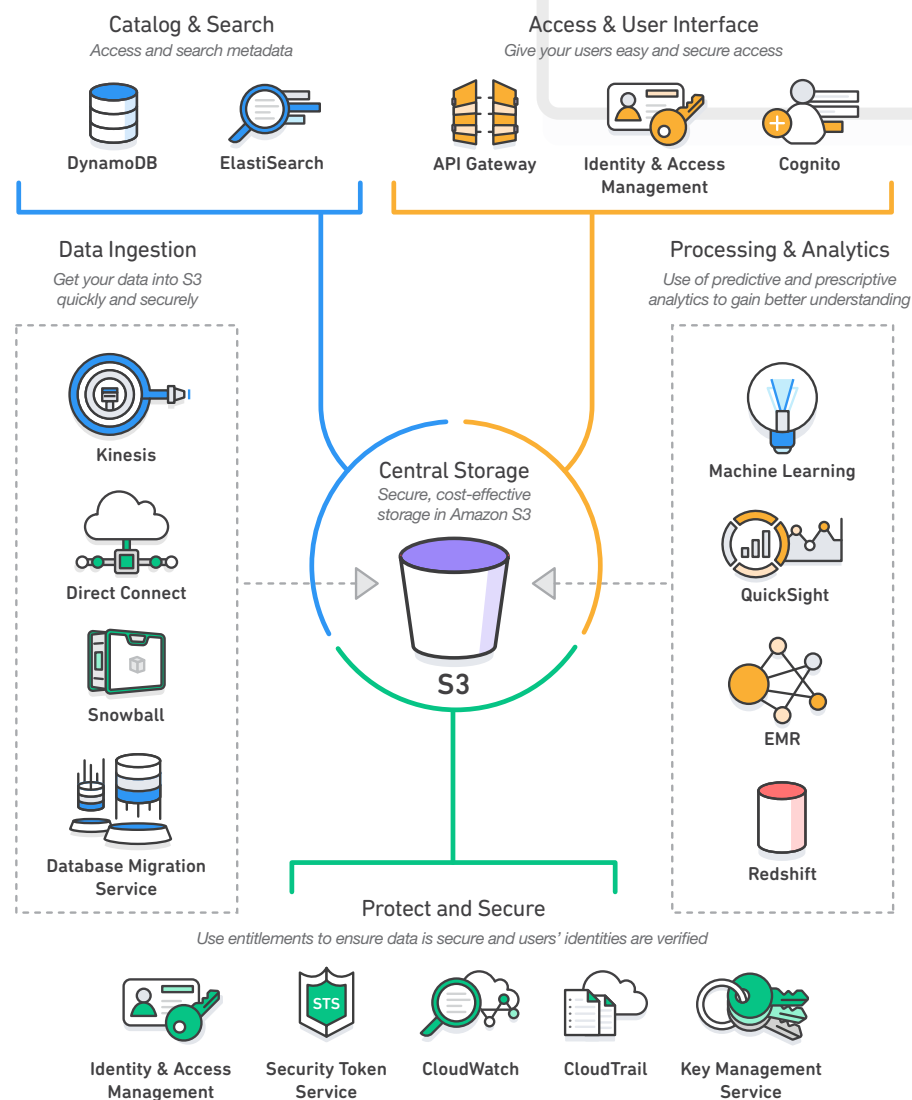 Catalog & Search
Access and search metadata
DynamoDB
ElastiSearch
Access & User Interface
Give your users easy and secure access
API Gateway
Identity & Access
Management
Cognito
Data Ingestion
Get your data into S3
quickly and securely
Kinesis
Direct Connect
Snowball
Database Migration
Service
Central Storage
Secure, cost-effective
storage in Amazon S3
S3
Processing & Analytics
Use of predictive and prescriptive
analytics to gain better understanding
Machine Learning
QuickSight
EMR
Redshift
Protect and Secure
Use entitlements to ensure data is secure and users’ identities are verified
Identity & Access
Management
STS
Security Token
Service
CloudWatch
CloudTrail
Key Management
Service